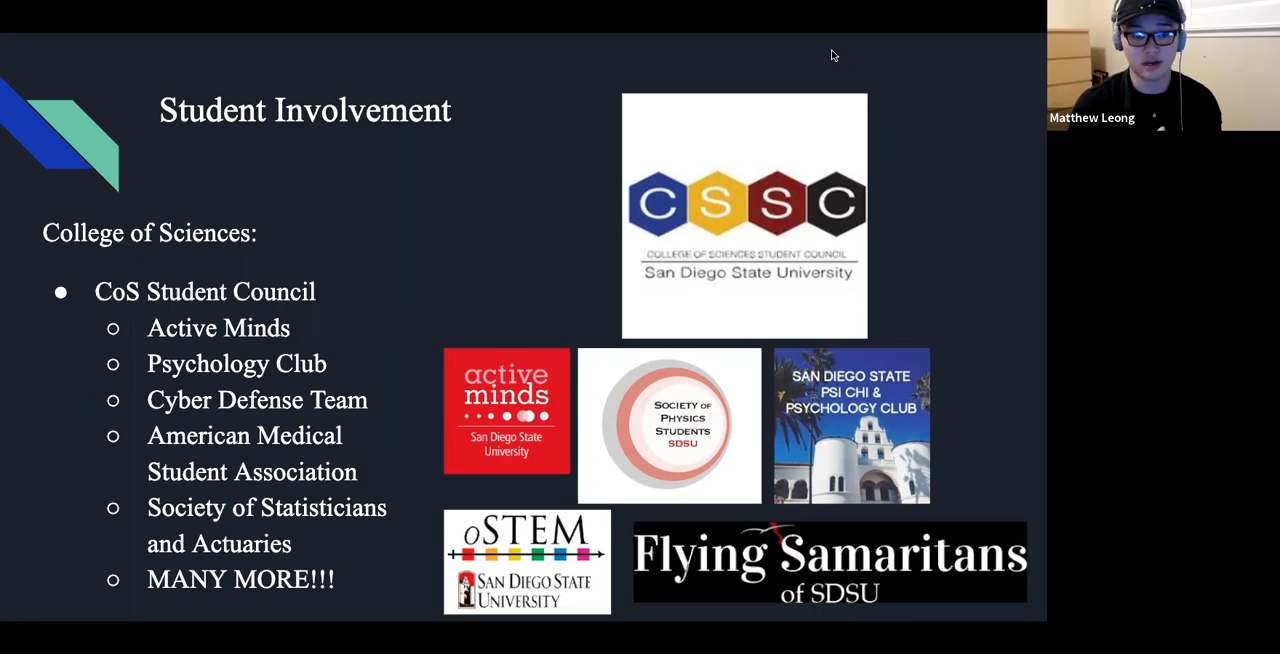 Student Involvement
Matthew Leong
College of Sciences:
● CoS Student Council
○ Active Minds
○ Psychology Club
○ Cyber Defense Team
○ American Medical
Student Association
○ Society of Statisticians
and Actuaries
○ MANY MORE!!!
CSSC
COLLEGE OF SCIENCES STUDENT COUNCIL
San Diego State University
active
minds
San Diego State
University
SOCIETY OF
PHYSICS
STUDENTS
SDSU
SAN DIEGO STATE
PSI CHI &
PSYCHOLOGY CLUB
oSTEM
SAN DIEGO STATE
UNIVERSITY
Flying Samaritans
of SDSU